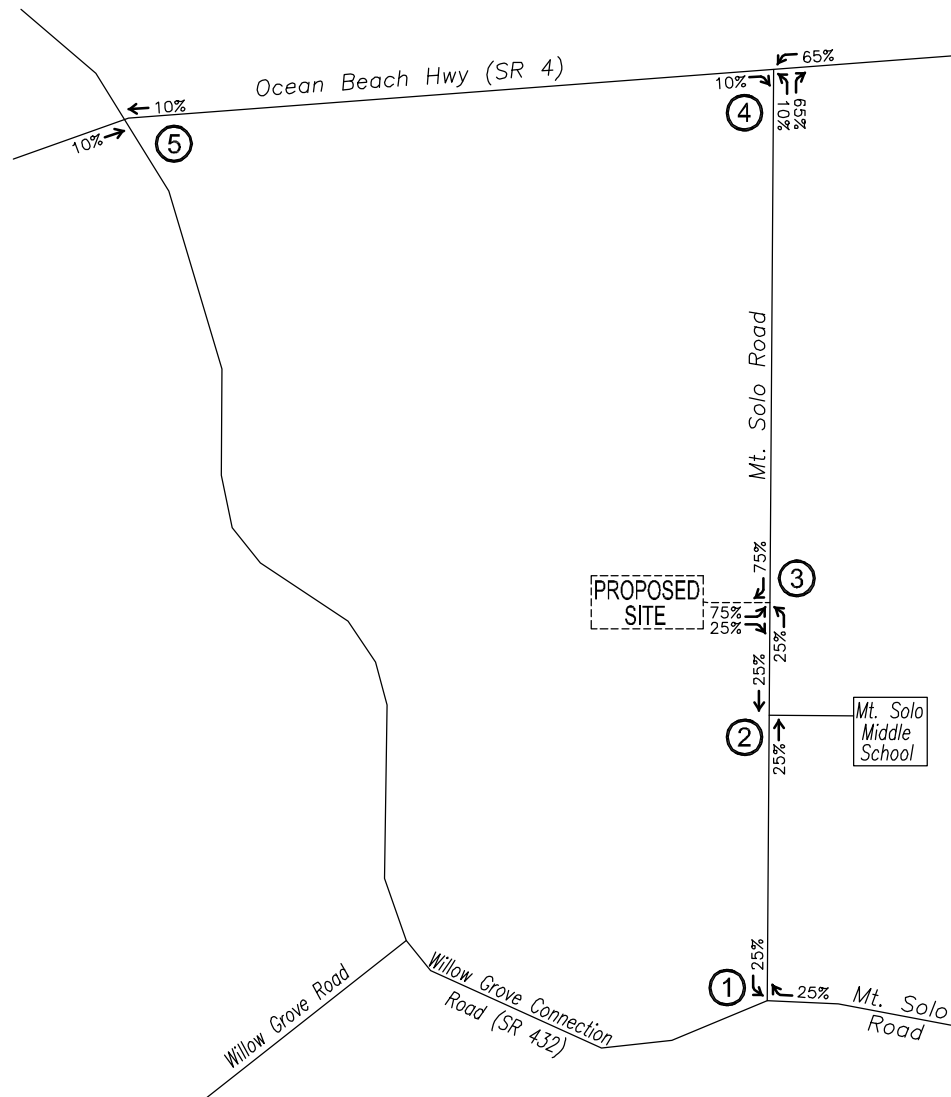 65%
Ocean Beach Hwy (SR 4)
10%
10%
4
10%
65%
10%
5
Mt. Solo Road
75%
3
PROPOSED
SITE
75%
25%
25%
25%
Mt. Solo
Middle
School
2
25%
25%
1
25%
Mt. Solo
Road
Willow Grove Road
Willow Grove Connection
Road (SR 432)